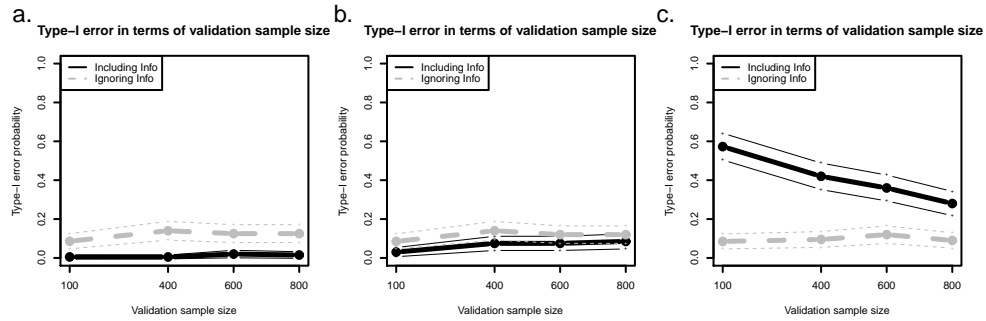 a.
Type−I error in terms of validation sample size
Including Info
Ignoring Info
Type−I error probability
1.0
0.8
0.6
0.4
0.2
0.0
100
400
600
800
Validation sample size
b.
Type−I error in terms of validation sample size
Including Info
Ignoring Info
Type−I error probability
1.0
0.8
0.6
0.4
0.2
0.0
100
400
600
800
Validation sample size
c.
Type−I error in terms of validation sample size
Including Info
Ignoring Info
Type−I error probability
1.0
0.8
0.6
0.4
0.2
0.0
100
400
600
800
Validation sample size